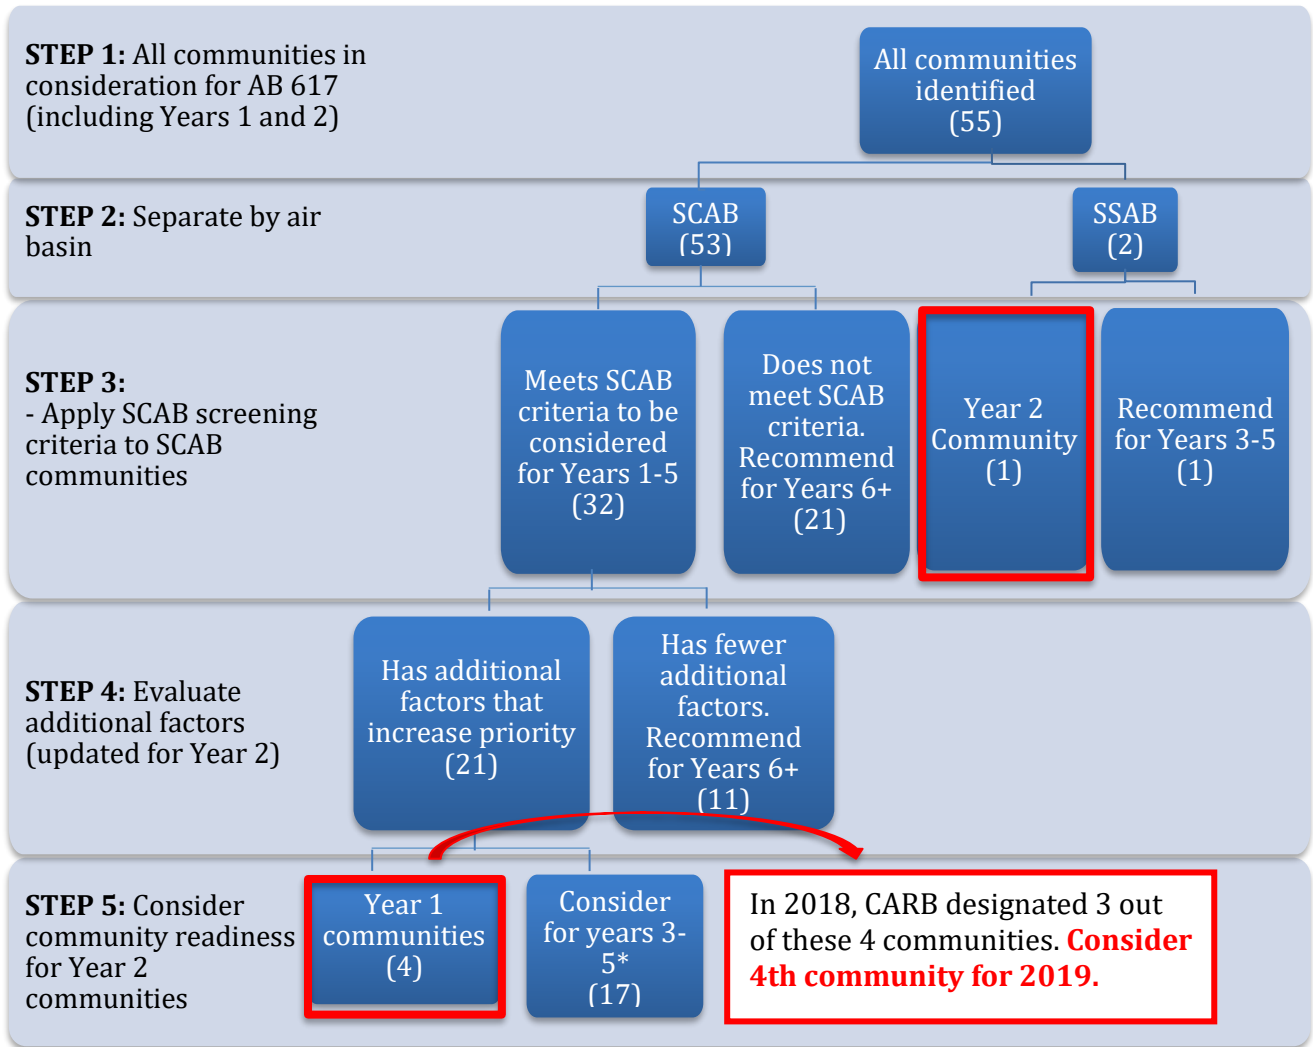 STEP 1: All communities in
consideration for AB 617
(including Years 1 and 2)
All communities
identified
(55)
STEP 2: Separate by air
basin
SCAB
(53)
SSAB
(2)
STEP 3:
- Apply SCAB screening
criteria to SCAB
communities
Meets SCAB
criteria to be
considered
for Years 1-5
(32)
Does not
meet SCAB
criteria.
Recommend
for Years 6+
(21)
Year 2
Community
(1)
Recommend
for Years 3-5
(1)
STEP 4: Evaluate
additional factors
(updated for Year 2)
Has additional
factors that
increase priority
(21)
Has fewer
additional
factors.
Recommend
for Years 6+
(11)
STEP 5: Consider
community readiness
for Year 2
communities
Year 1
communities
(4)
Consider
for years 3-
5*
(17)
In 2018, CARB designated 3 out
of these 4 communities. Consider
4th community for 2019.